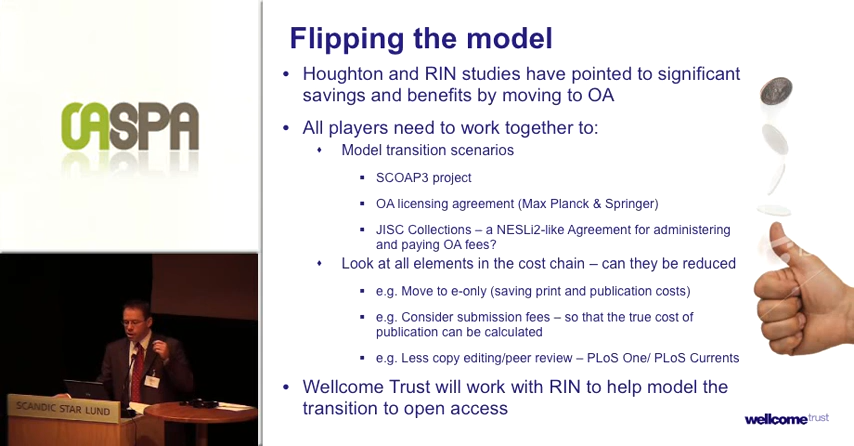 OASPA
SCANDIC STAR LUND
Flipping the model
• Houghton and RIN studies have pointed to significant
savings and benefits by moving to OA
• All players need to work together to:
♦ Model transition scenarios
▪ SCOAP3 project
▪ OA licensing agreement (Max Planck & Springer)
▪ JISC Collections – a NESLi2-like Agreement for administering
and paying OA fees?
♦ Look at all elements in the cost chain – can they be reduced
▪ e.g. Move to e-only (saving print and publication costs)
▪ e.g. Consider submission fees – so that the true cost of
publication can be calculated
▪ e.g. Less copy editing/peer review – PLoS One/ PLoS Currents
• Wellcome Trust will work with RIN to help model the
transition to open access
wellcometrust